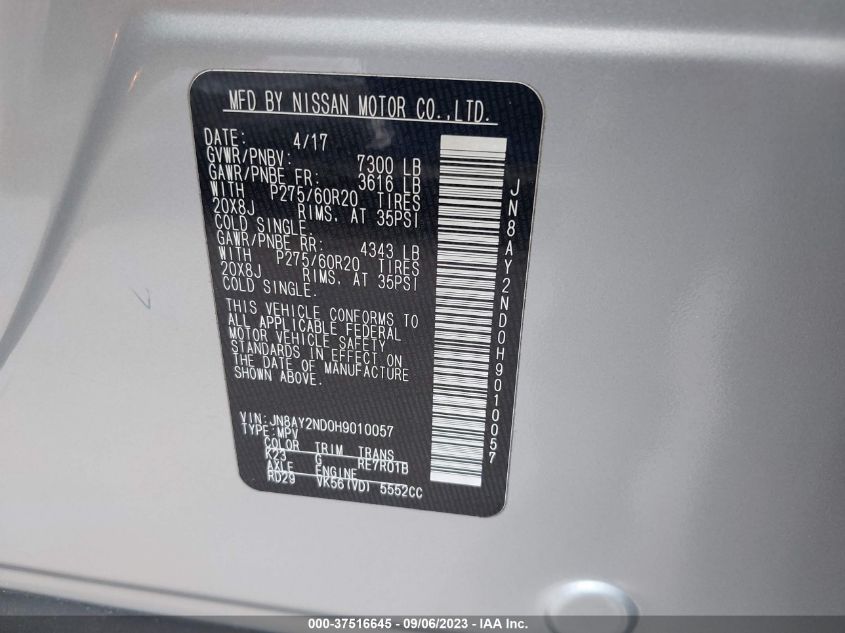 MFD BY NISSAN MOTOR CO.,LTD.
DATE: 4/17
GVWR/PNBV: 7300 LB
GAWR/PNBE FR: 3616 LB
WITH P275/60R20 TIRES
20X8J RIMS. AT 35PSI
COLD SINGLE.
GAWR/PNBE RR: 4343 LB
WITH P275/60R20 TIRES
20X8J RIMS. AT 35PSI
COLD SINGLE.
THIS VEHICLE CONFORMS TO
ALL APPLICABLE FEDERAL
MOTOR VEHICLE SAFETY
STANDARDS IN EFFECT ON
THE DATE OF MANUFACTURE
SHOWN ABOVE.
VIN:JN8AY2ND0H9010057
TYPE:MPV
COLOR TRIM TRANS
K23 G RE7R01B
AXLE ENGINE
RD29 VK56(VD) 5552CC
JN8AY2ND0H9010057
000-37516645 - 09/06/2023 - IAA Inc.